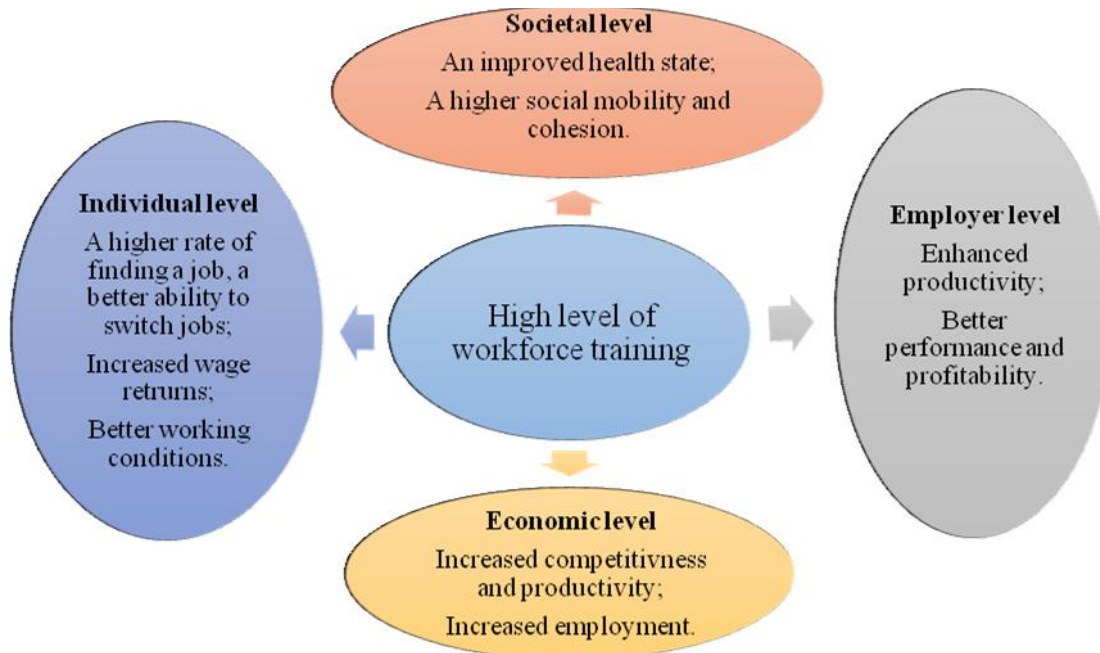 Societal level
An improved health state;
A higher social mobility and
cohesion.
Individual level
A higher rate of
finding a job, a
better ability to
switch jobs;
Increased wage
retrurns;
Better working
conditions.
High level of
workforce training
Employer level
Enhanced
productivity;
Better
performance and
profitability.
Economic level
Increased competitivness
and productivity;
Increased employment.